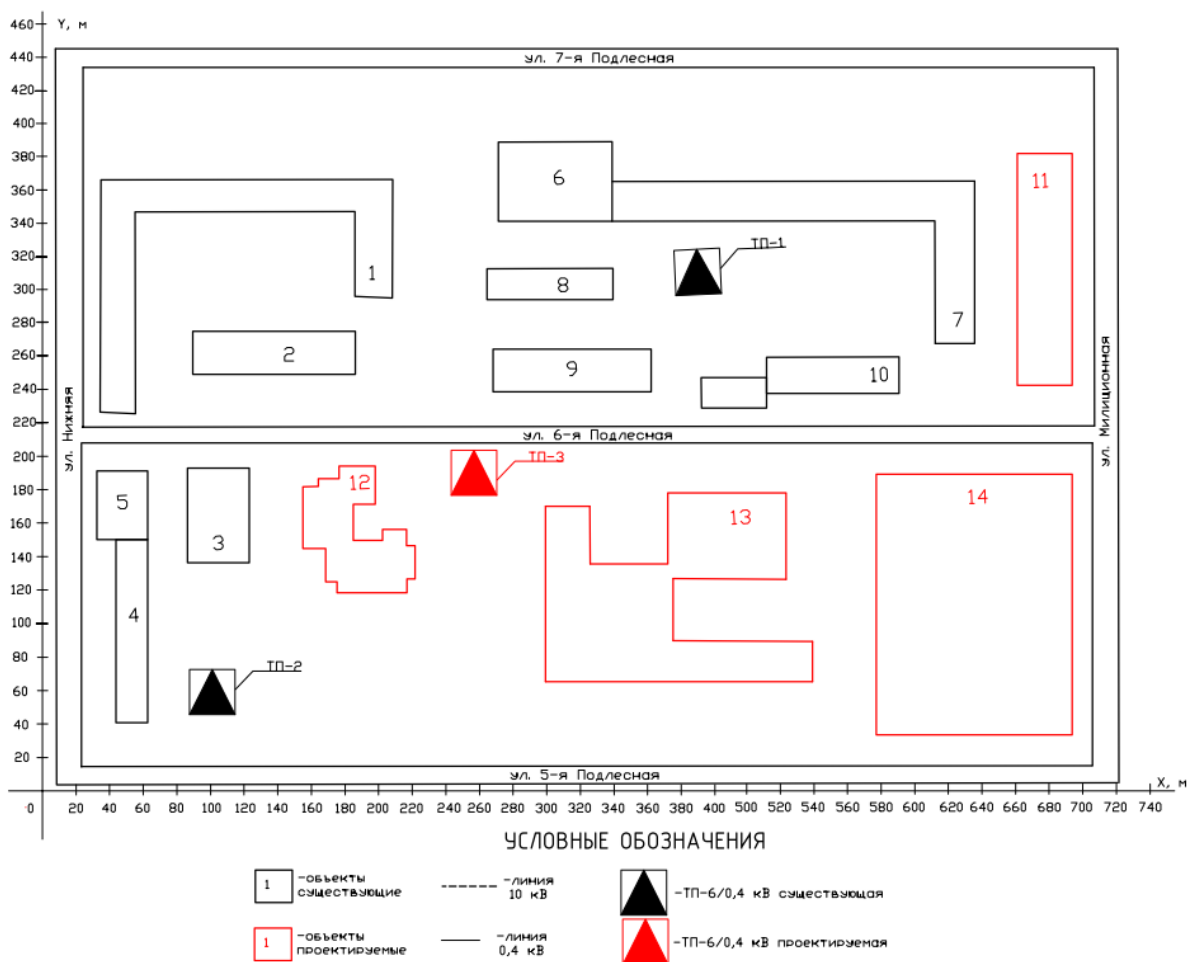 460 Y, м
440
ул. 7-я Подлесная
420
400
380
360
6
11
340
320
ТП-1
300
1
8
280
7
260
2
9
10
240
220
ул. Нижняя
ул. Милиционная
ул. 6-я Подлесная
200
ТП-3
12
180
5
14
13
160
3
140
120
4
100
80
ТП-2
60
40
20
ул. 5-я Подлесная
X, м
0 20 40 60 80 100 120 140 160 180 200 220 240 260 280 300 320 340 360 380 400 420 440 460 480 500 520 540 560 580 600 620 640 660 680 700 720 740
УСЛОВНЫЕ ОБОЗНАЧЕНИЯ
1 -объекты существующие
-линия 10 кВ
-ТП-6/0,4 кВ существующая
1 -объекты проектируемые
-линия 0,4 кВ
-ТП-6/0,4 кВ проектируемая